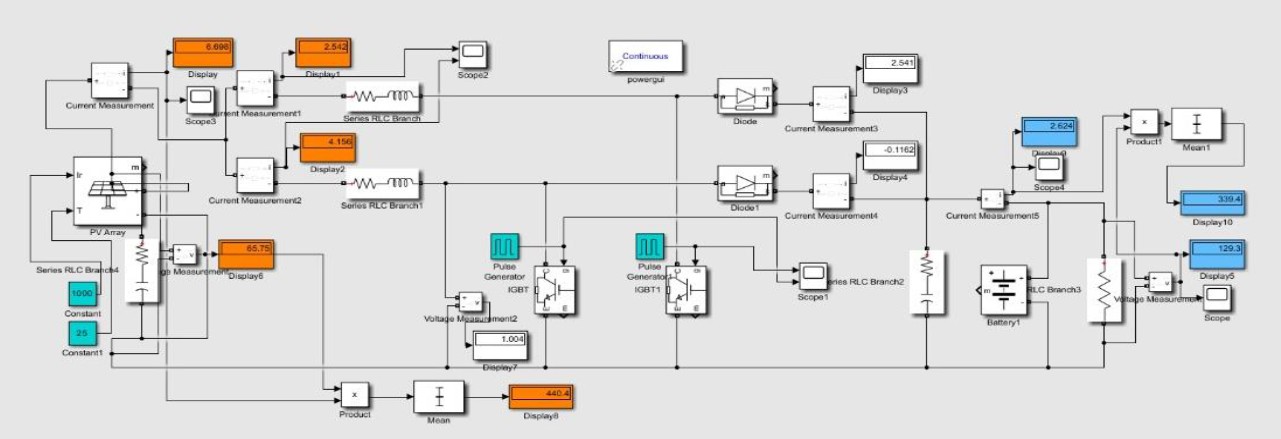 6.696
Display
2.542
Display1
Scope2
Continuous
powergui
2.541
Display3
Current Measurement
Scope3
Current Measurement1
Series RLC Branch
Diode
Current Measurement3
2.624
Display9
Product1
Mean1
4.156
Display2
-0.1162
Display4
Scope4
Ir
T
m
+
-
PV Array
Current Measurement2
Series RLC Branch1
Diode1
Current Measurement4
Current Measurement5
339.4
Display10
65.75
Display6
Series RLC Branch4
Pulse
Generator
Pulse
Generator
129.3
Display5
1000
Constant
IGBT
IGBT1
Scope1
Series RLC Branch2
RLC Branch3
Voltage Measurement
Scope
25
Constant1
Voltage Measurement2
Battery1
1.004
Display7
Product
Mean
440.4
Display8